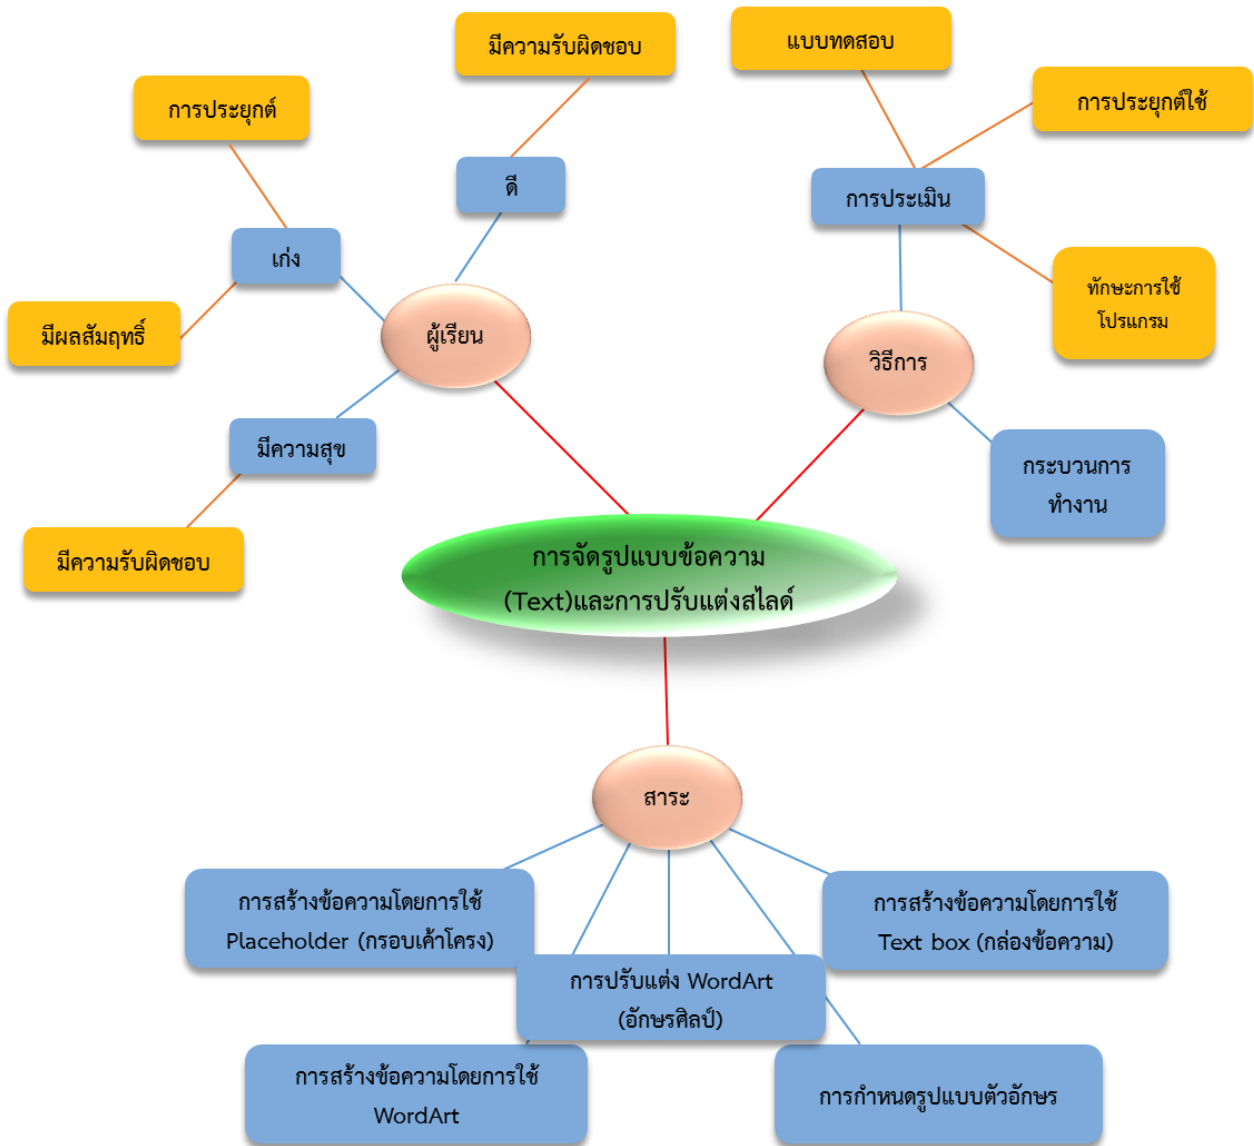 มีความรับผิดชอบ
แบบทดสอบ
การประยุกต์
การประยุกต์ใช้
ดี
การประเมิน
เก่ง
มีผลสัมฤทธิ์
ผู้เรียน
ทักษะการใช้
โปรแกรม
วิธีการ
มีความสุข
กระบวนการ
ทำงาน
มีความรับผิดชอบ
การจัดรูปแบบข้อความ
(Text)และการปรับแต่งสไลด์
สาระ
การสร้างข้อความโดยการใช้
Placeholder (กรอบเค้าโครง)
การสร้างข้อความโดยการใช้
Text box (กล่องข้อความ)
การปรับแต่ง WordArt
(อักษรศิลป์)
การสร้างข้อความโดยการใช้
WordArt
การกำหนดรูปแบบตัวอักษร